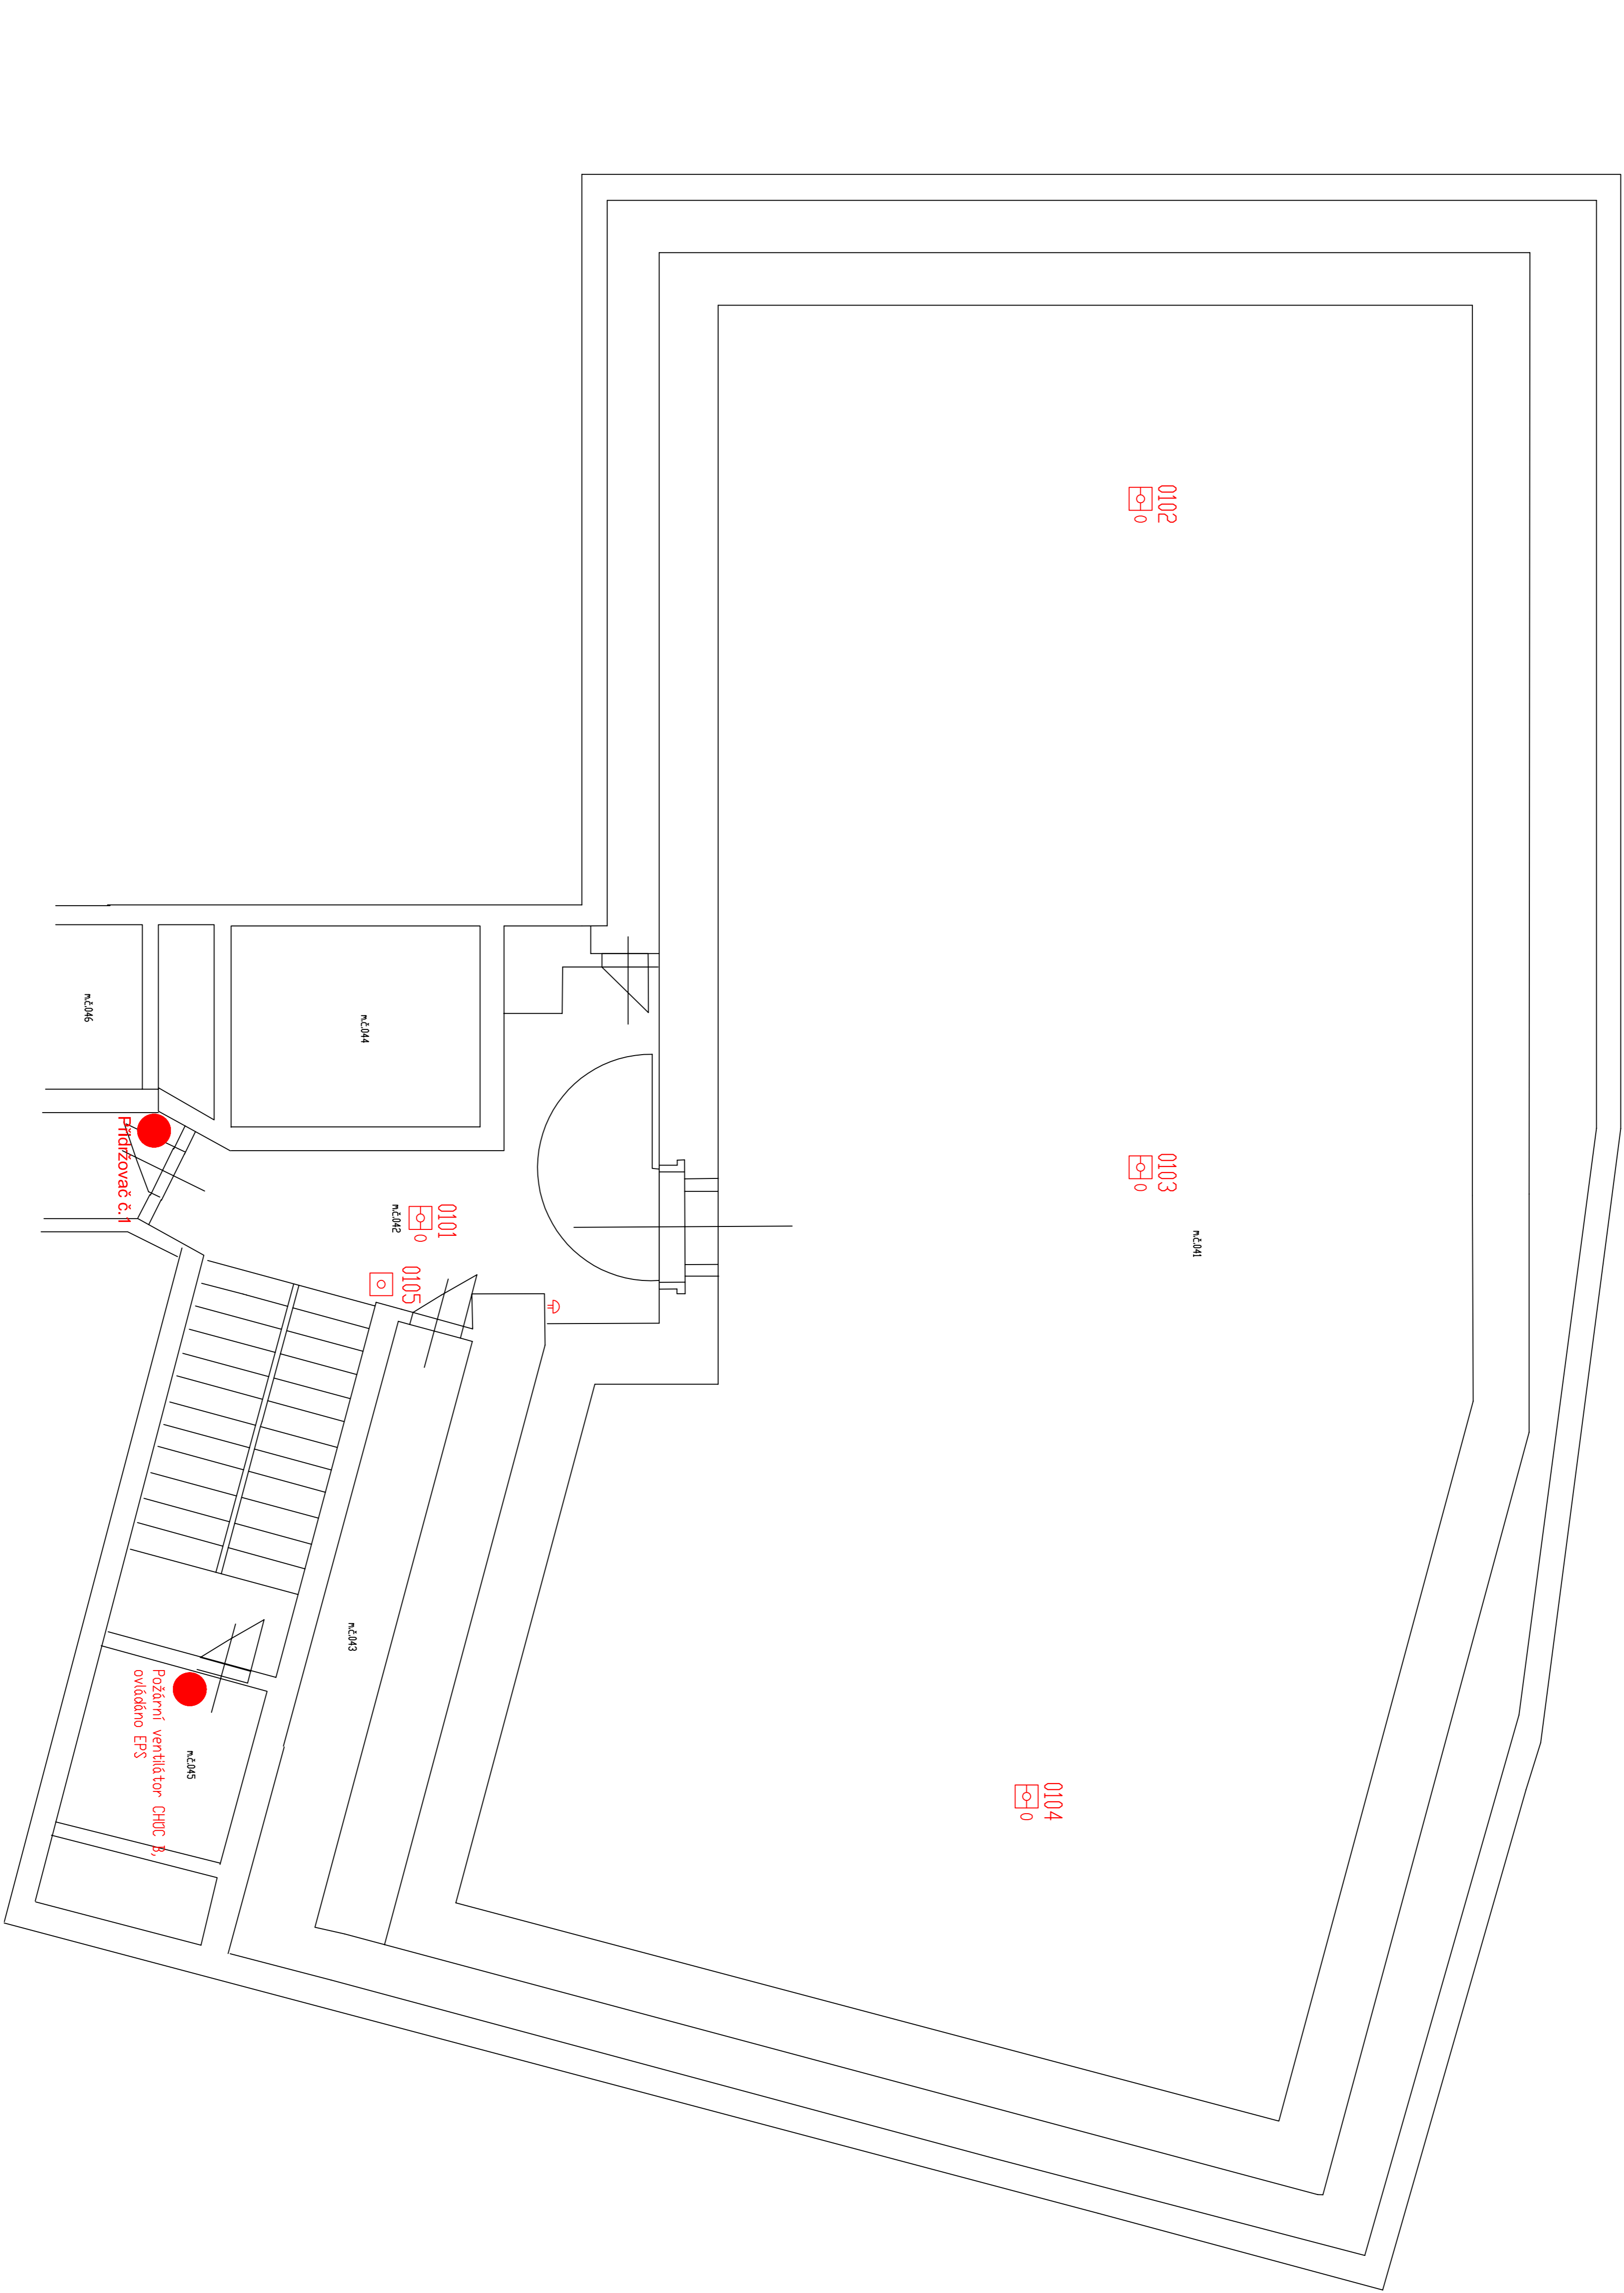 0102
0103
m.č.041
0104
0101
m.č.042
0105
m.č.044
m.č.043
m.č.046
Přidržovač č.1
m.č.045
Požární ventilátor CHÚC B,
ovládáno EPS